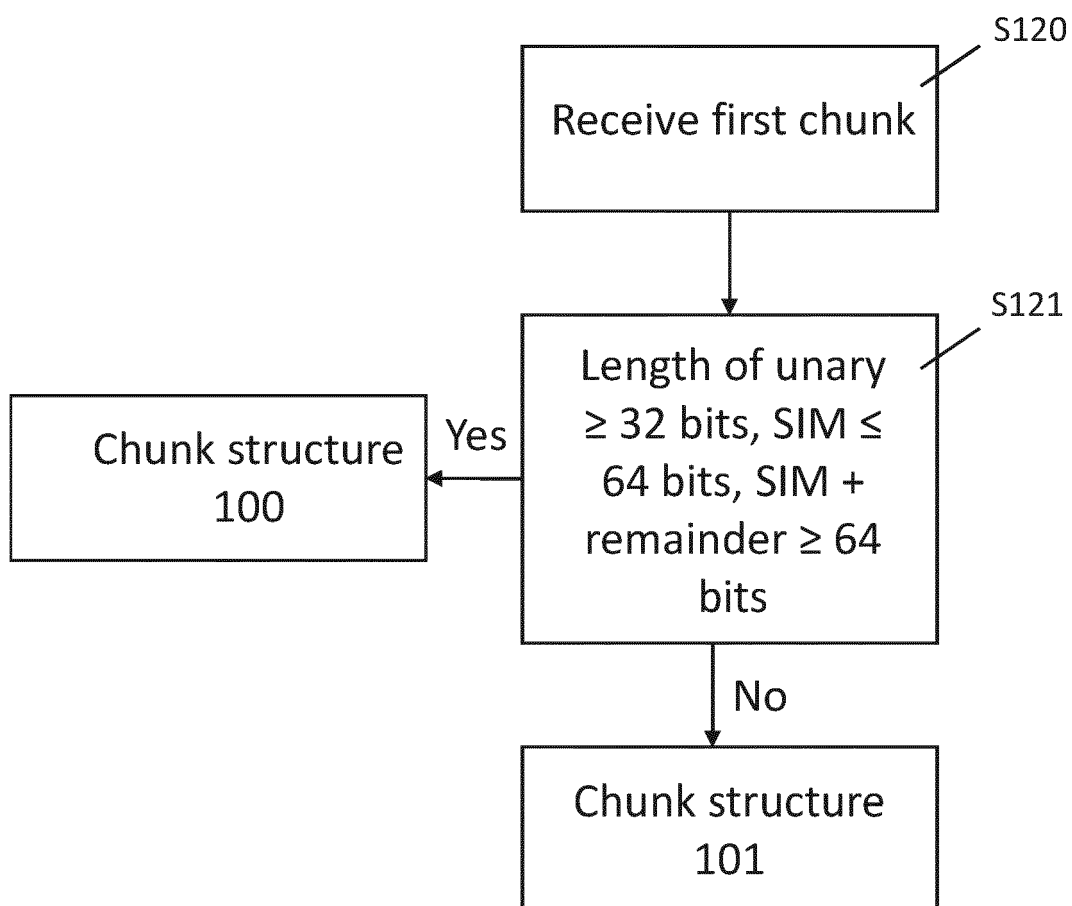 S120
Receive first chunk
S121
Length of unary
≥ 32 bits, SIM ≤
64 bits, SIM +
remainder ≥ 64
bits
Yes
Chunk structure
100
No
Chunk structure
101